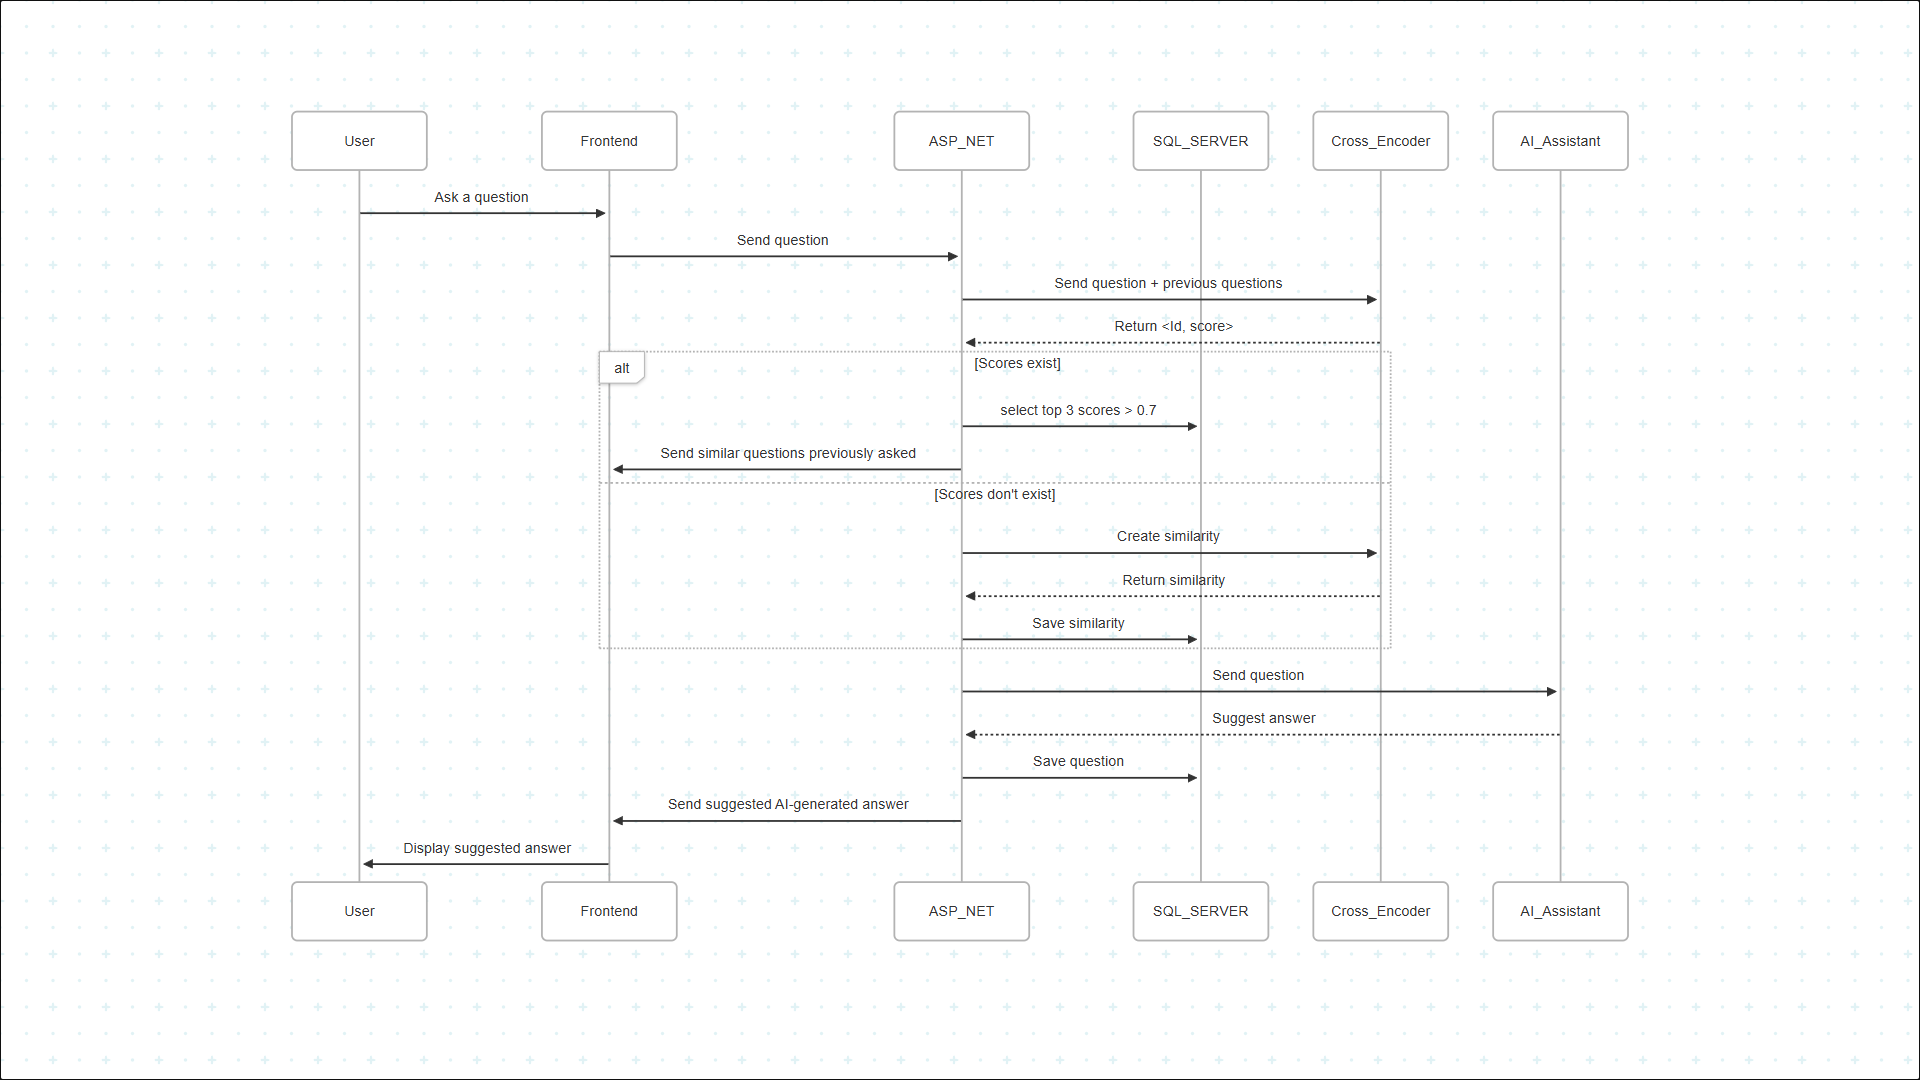 User
Frontend
ASP_NET
SQL_SERVER
Cross_Encoder
AI_Assistant
Ask a question
Send question
Send question + previous questions
Return <Id, score>
alt
[Scores exist]
select top 3 scores > 0.7
Send similar questions previously asked
[Scores don't exist]
Create similarity
Return similarity
Save similarity
Send question
Suggest answer
Save question
Send suggested AI-generated answer
Display suggested answer
User
Frontend
ASP_NET
SQL_SERVER
Cross_Encoder
AI_Assistant